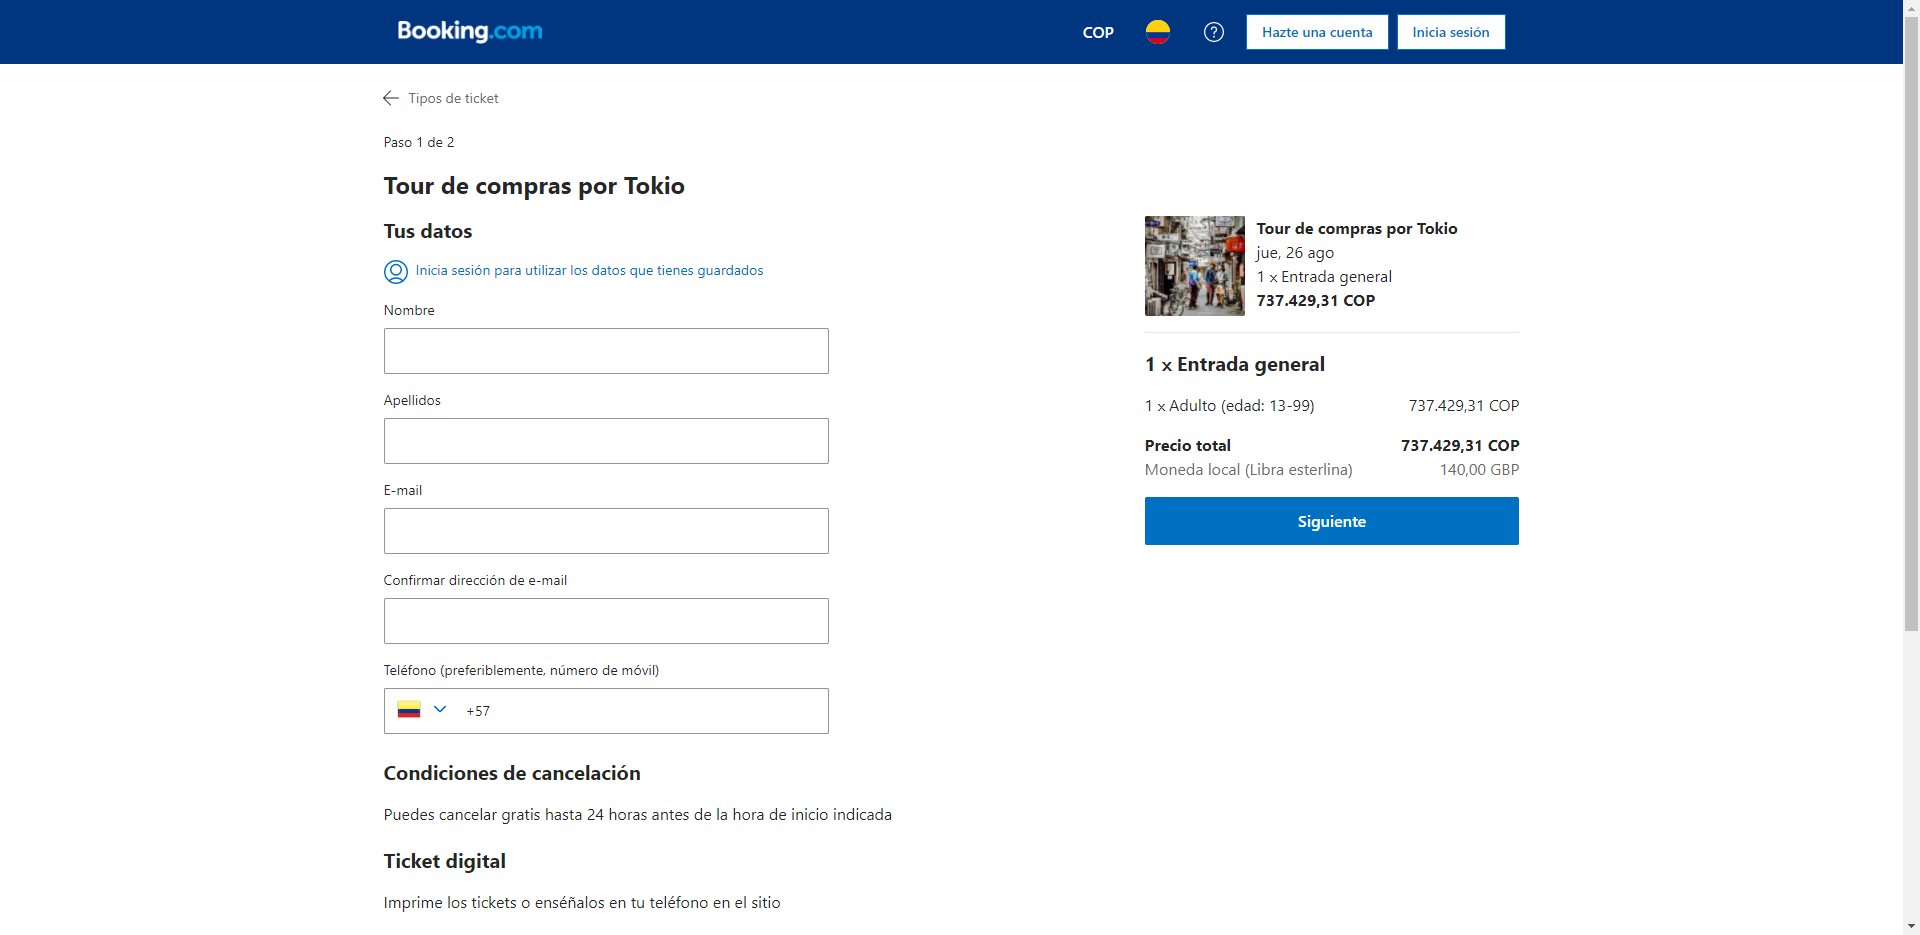 Booking.com
COP
Hazte una cuenta
Inicia sesión
Tipos de ticket
Paso 1 de 2
Tour de compras por Tokio
Tus datos
Inicia sesión para utilizar los datos que tienes guardados
Nombre
Apellidos
E-mail
Confirmar dirección de e-mail
Teléfono (preferiblemente, número de móvil)
+57
Condiciones de cancelación
Puedes cancelar gratis hasta 24 horas antes de la hora de inicio indicada
Ticket digital
Imprime los tickets o enséñalos en tu teléfono en el sitio
Tour de compras por Tokio
jue, 26 ago
1 x Entrada general
737.429,31 COP
1 x Entrada general
1 x Adulto (edad: 13-99) 737.429,31 COP
Precio total 737.429,31 COP
Moneda local (Libra esterlina) 140,00 GBP
Siguiente